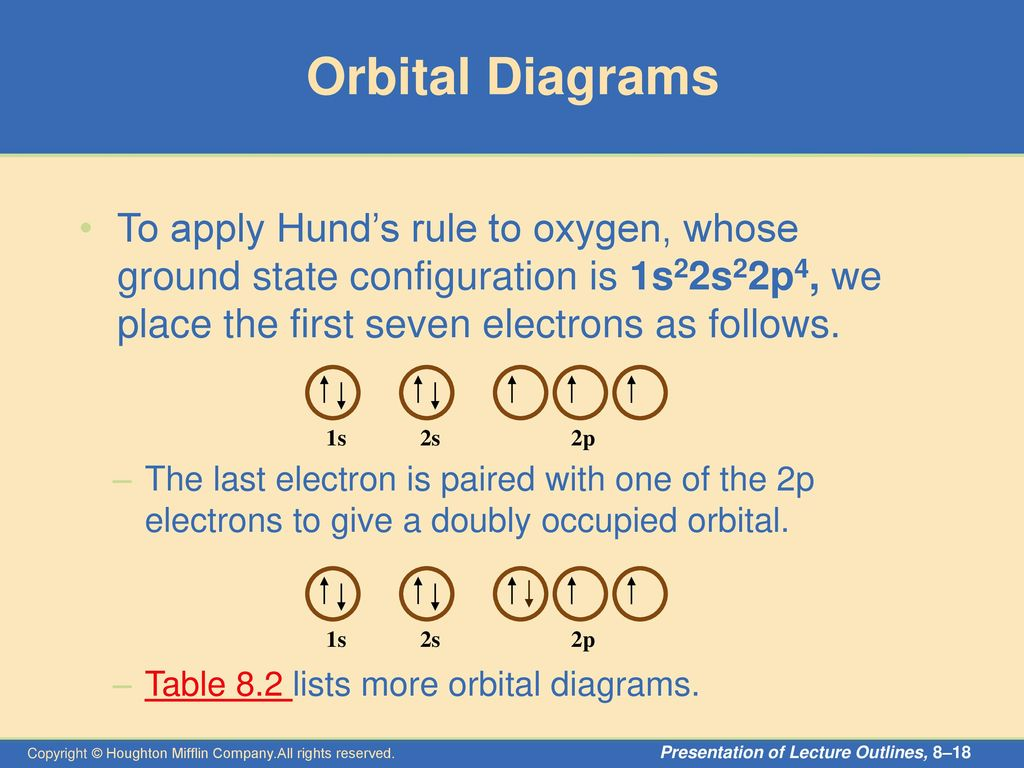 Orbital Diagrams
• To apply Hund’s rule to oxygen, whose
ground state configuration is 1s²2s²2p⁴, we
place the first seven electrons as follows.
1s 2s 2p
– The last electron is paired with one of the 2p
electrons to give a doubly occupied orbital.
1s 2s 2p
– Table 8.2 lists more orbital diagrams.
Copyright © Houghton Mifflin Company.All rights reserved. Presentation of Lecture Outlines, 8–18